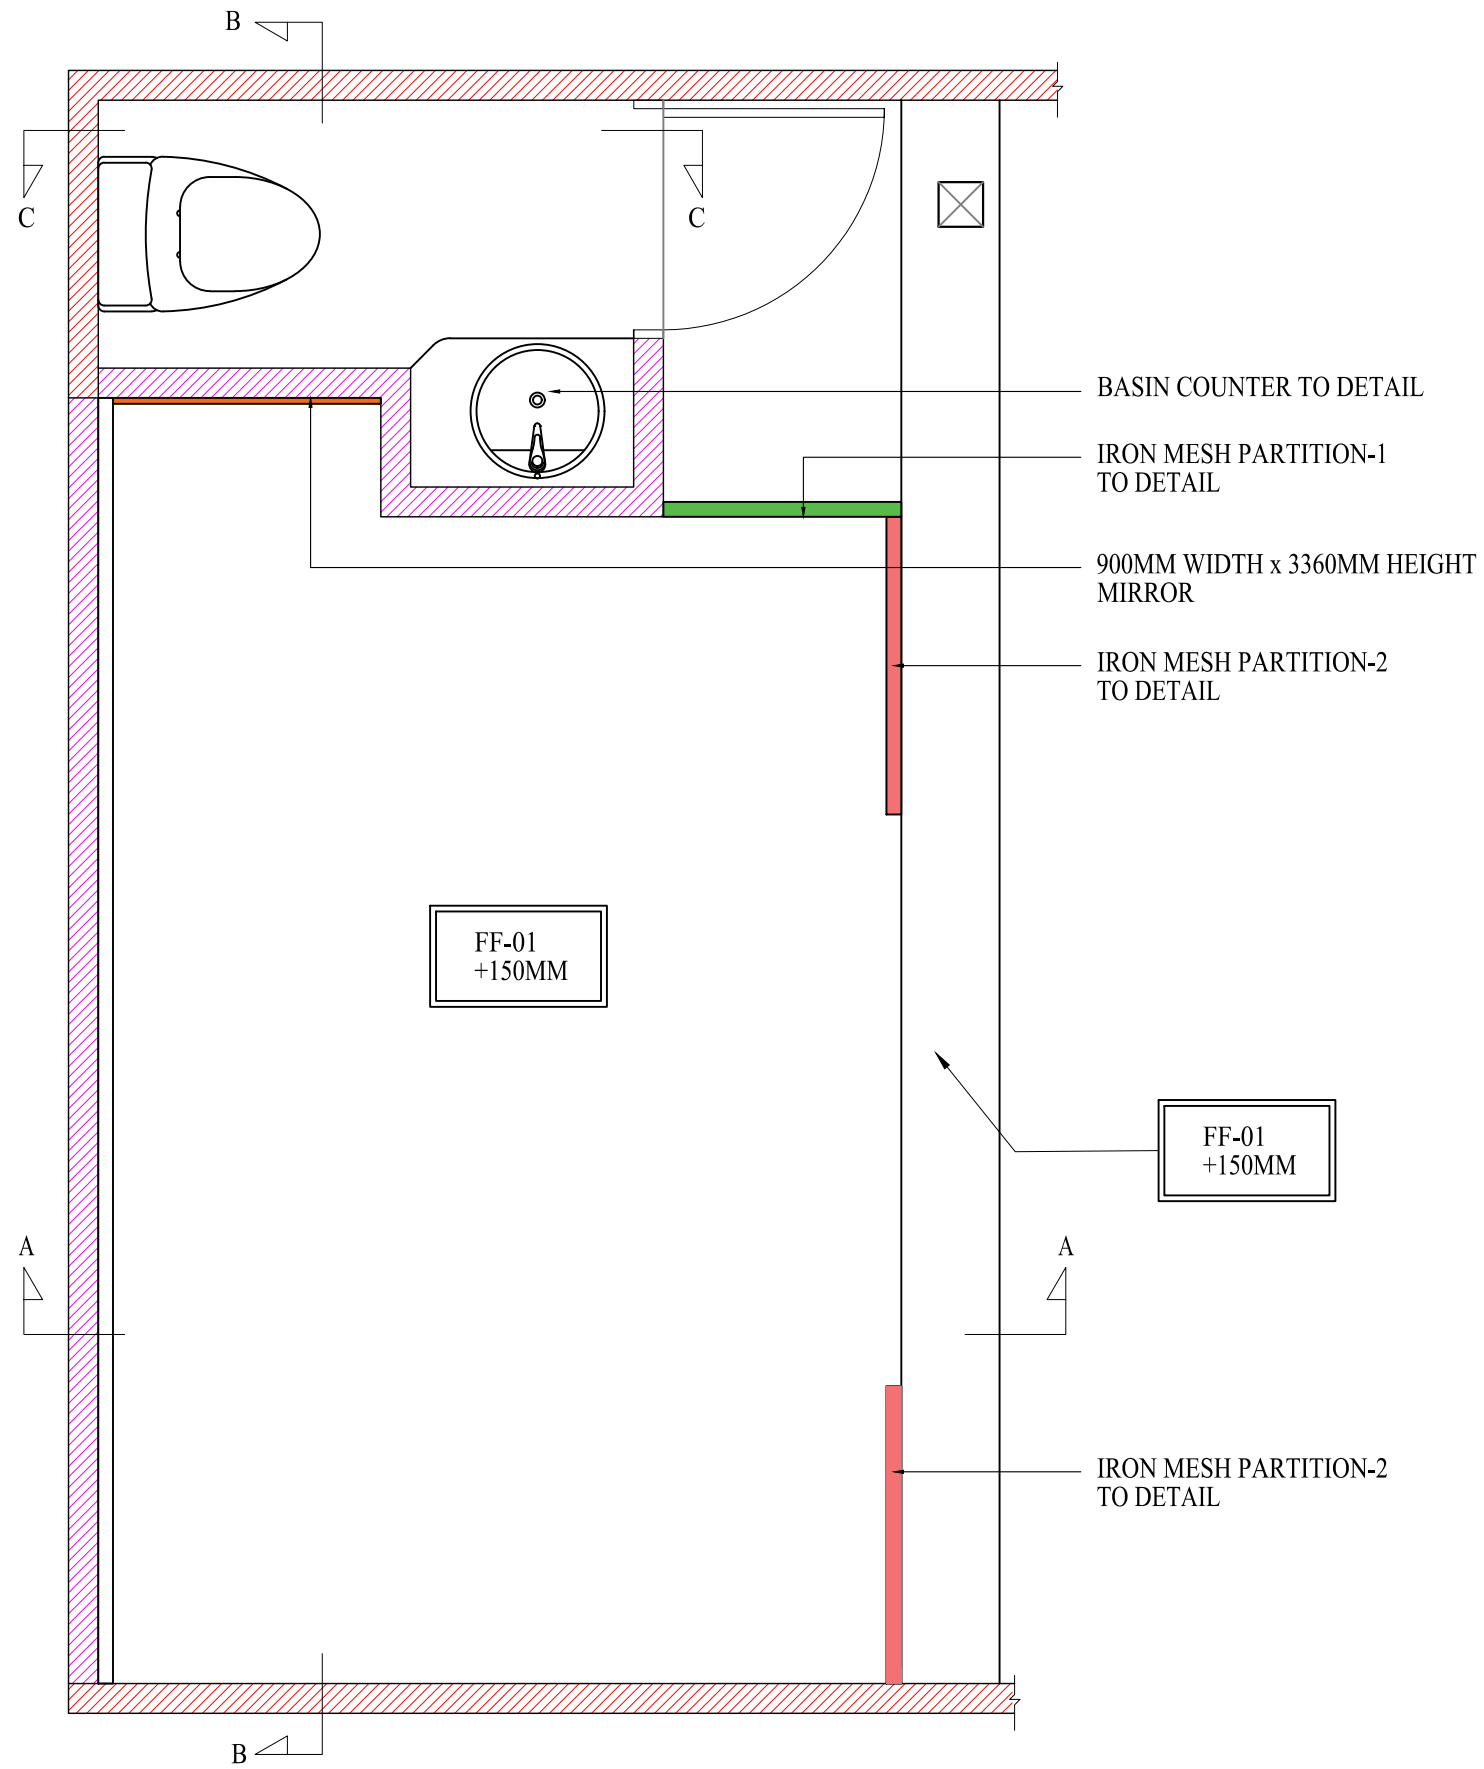 B
C
C
BASIN COUNTER TO DETAIL
IRON MESH PARTITION-1
TO DETAIL
900MM WIDTH x 3360MM HEIGHT
MIRROR
IRON MESH PARTITION-2
TO DETAIL
FF-01
+150MM
FF-01
+150MM
A
A
IRON MESH PARTITION-2
TO DETAIL
B